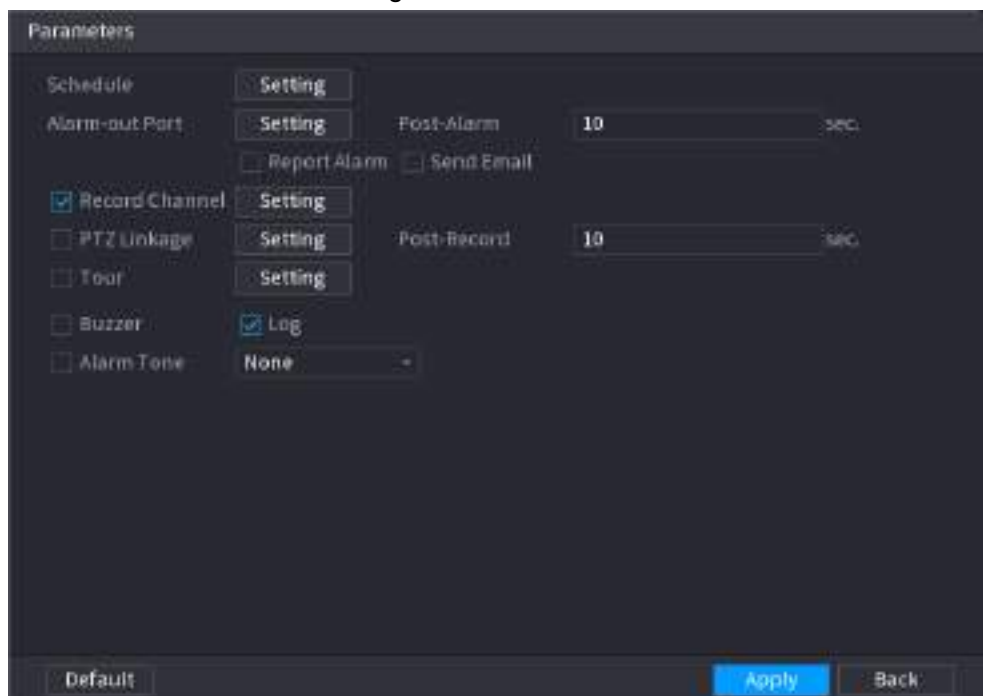 Parameters
Schedule Setting
Alarm-out Port Setting Post-Alarm 10 sec.
Report Alarm Send Email
Record Channel Setting
PTZ Linkage Setting Post-Record 10 sec.
Tour Setting
Buzzer Log
Alarm Tone None
Default Apply Back